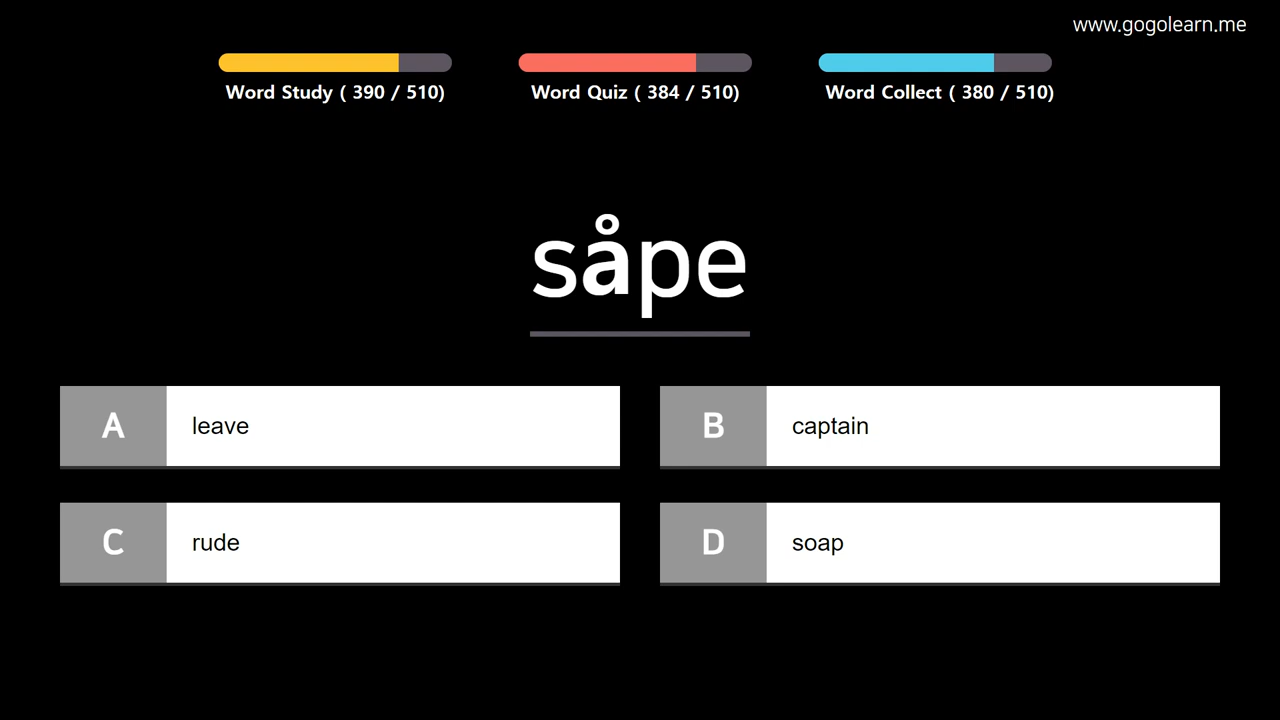 www.gogolearn.me
Word Study ( 390 / 510)
Word Quiz ( 384 / 510)
Word Collect ( 380 / 510)
såpe
A leave
B captain
C rude
D soap